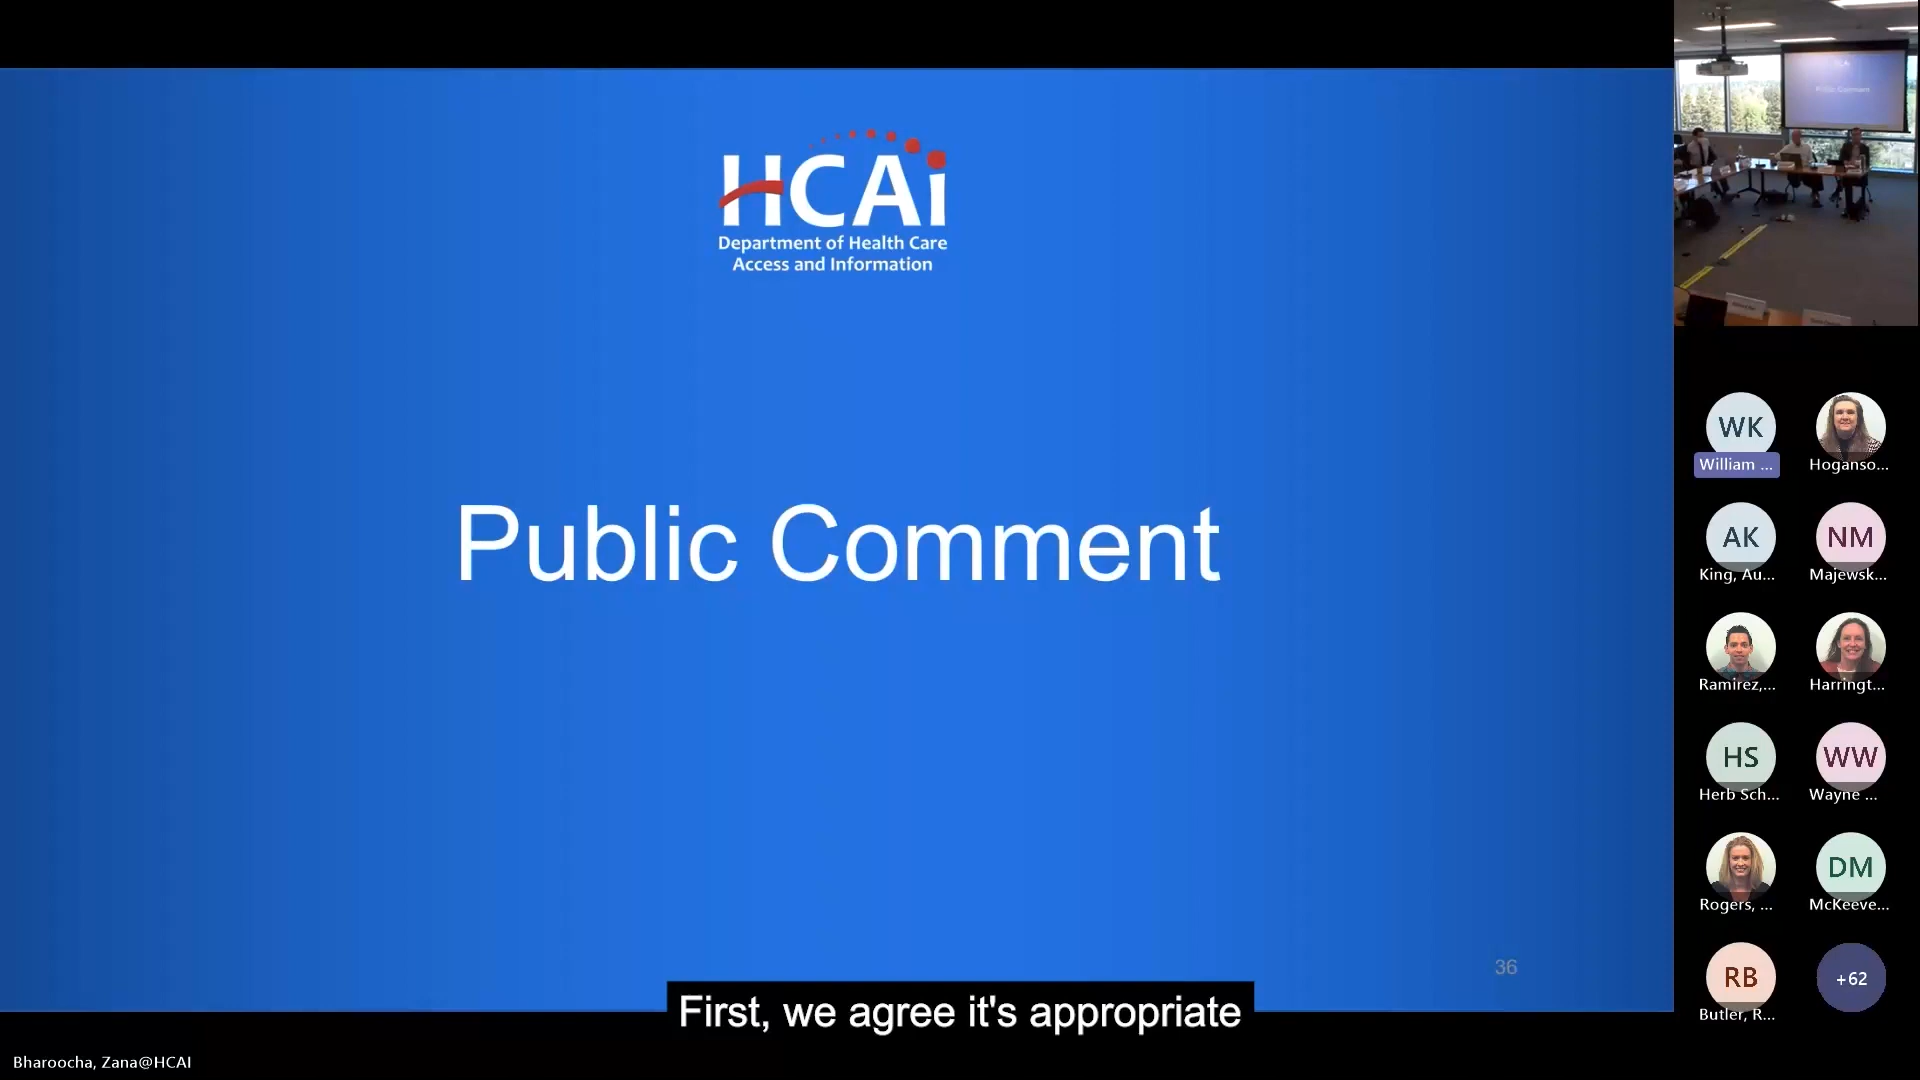 HCAi
Department of Health Care
Access and Information
Public Comment
36
First, we agree it's appropriate
Bharoocha, Zana@HCAI
Public Comment
WK
William ...
Hoganso...
AK
King, Au...
NM
Majewsk...
Ramirez,...
Harringt...
HS
Herb Sch...
WW
Wayne ...
Rogers, ...
DM
McKeeve...
RB
Butler, R...
+62